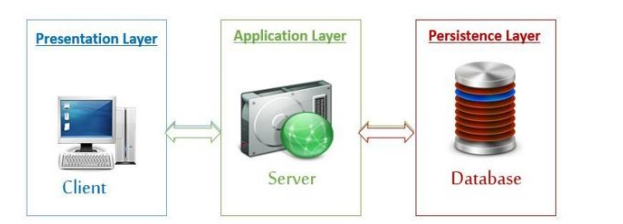 Presentation Layer
Application Layer
Persistence Layer
Client
Server
Database